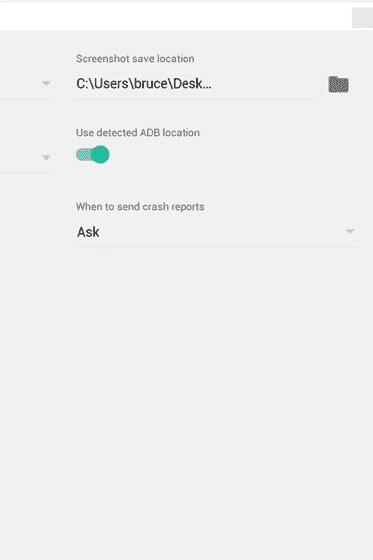 Screenshot save location
C:\Users\bruce\Desk...
Use detected ADB location
When to send crash reports
Ask